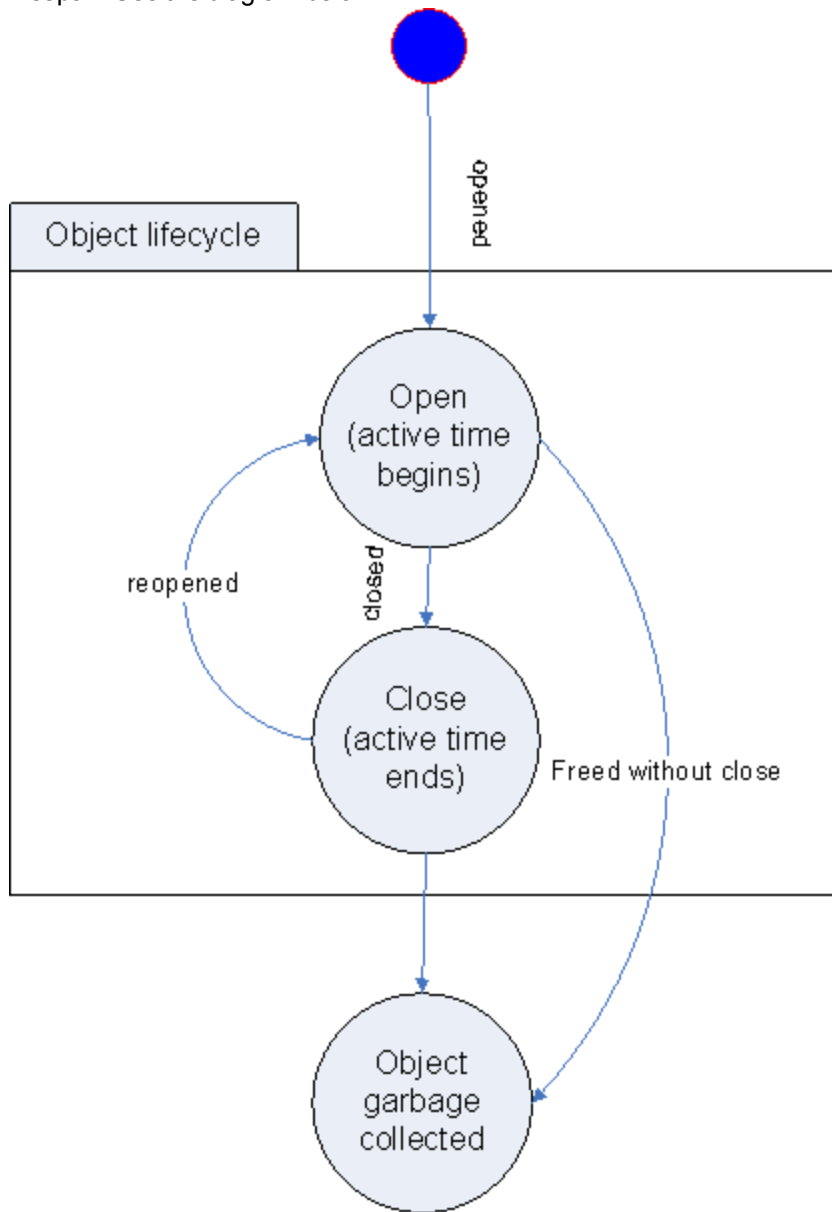 opened
Object lifecycle
Open
(active time
begins)
closed
reopened
Close
(active time
ends)
Freed without close
Object
garbage
collected